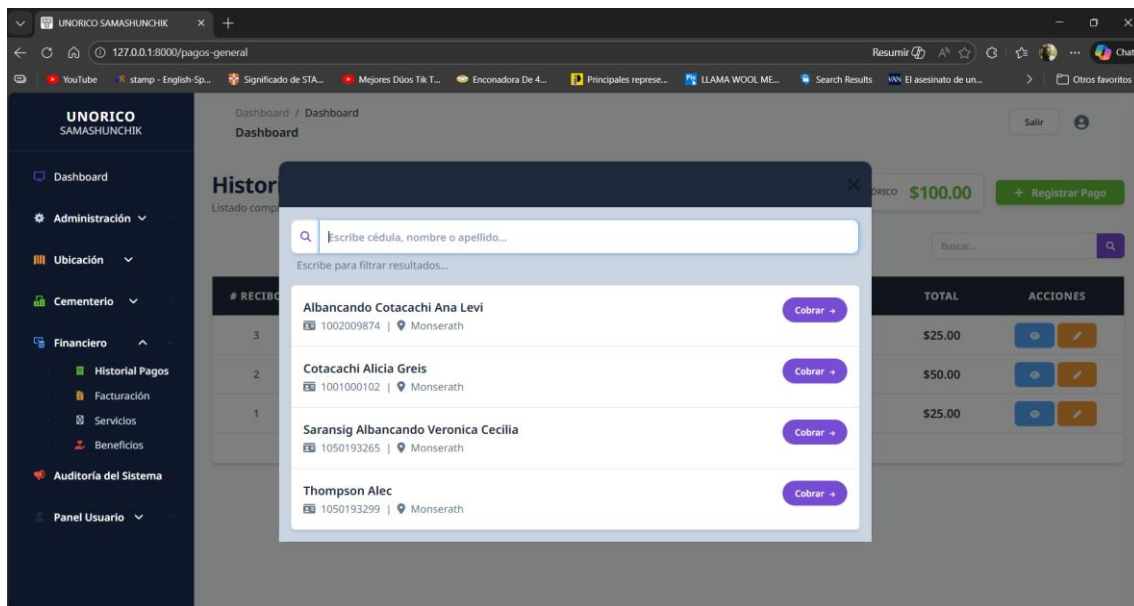 UNORICO SAMASHUNCHIK
127.0.0.1:8000/pagos-general
Resumir
Chat
YouTube
stamp - English-Sp...
Significado de STA...
Mejores Dúos Tik T...
Enconadora De 4...
Principales represe...
LLAMA WOOL ME...
Search Results
El asesinato de un...
Otros favoritos
UNORICO
SAMASHUNCHIK
Dashboard / Dashboard
Dashboard
Salir
Dashboard
Administración
Ubicación
Cementerio
Financiero
Historial Pagos
Facturación
Servicios
Beneficios
Auditoría del Sistema
Panel Usuario
Histori
Listado comp
ÓRICO $100.00
+ Registrar Pago
Buscar...
Escribe cédula, nombre o apellido...
Escribe para filtrar resultados...
Albancando Cotacachi Ana Levi
1002009874 | Monserath
Cobrar →
Cotacachi Alicia Greis
1001000102 | Monserath
Cobrar →
Saransig Albancando Veronica Cecilia
1050193265 | Monserath
Cobrar →
Thompson Alec
1050193299 | Monserath
Cobrar →
# RECIBO
TOTAL
ACCIONES
3
$25.00
2
$50.00
1
$25.00